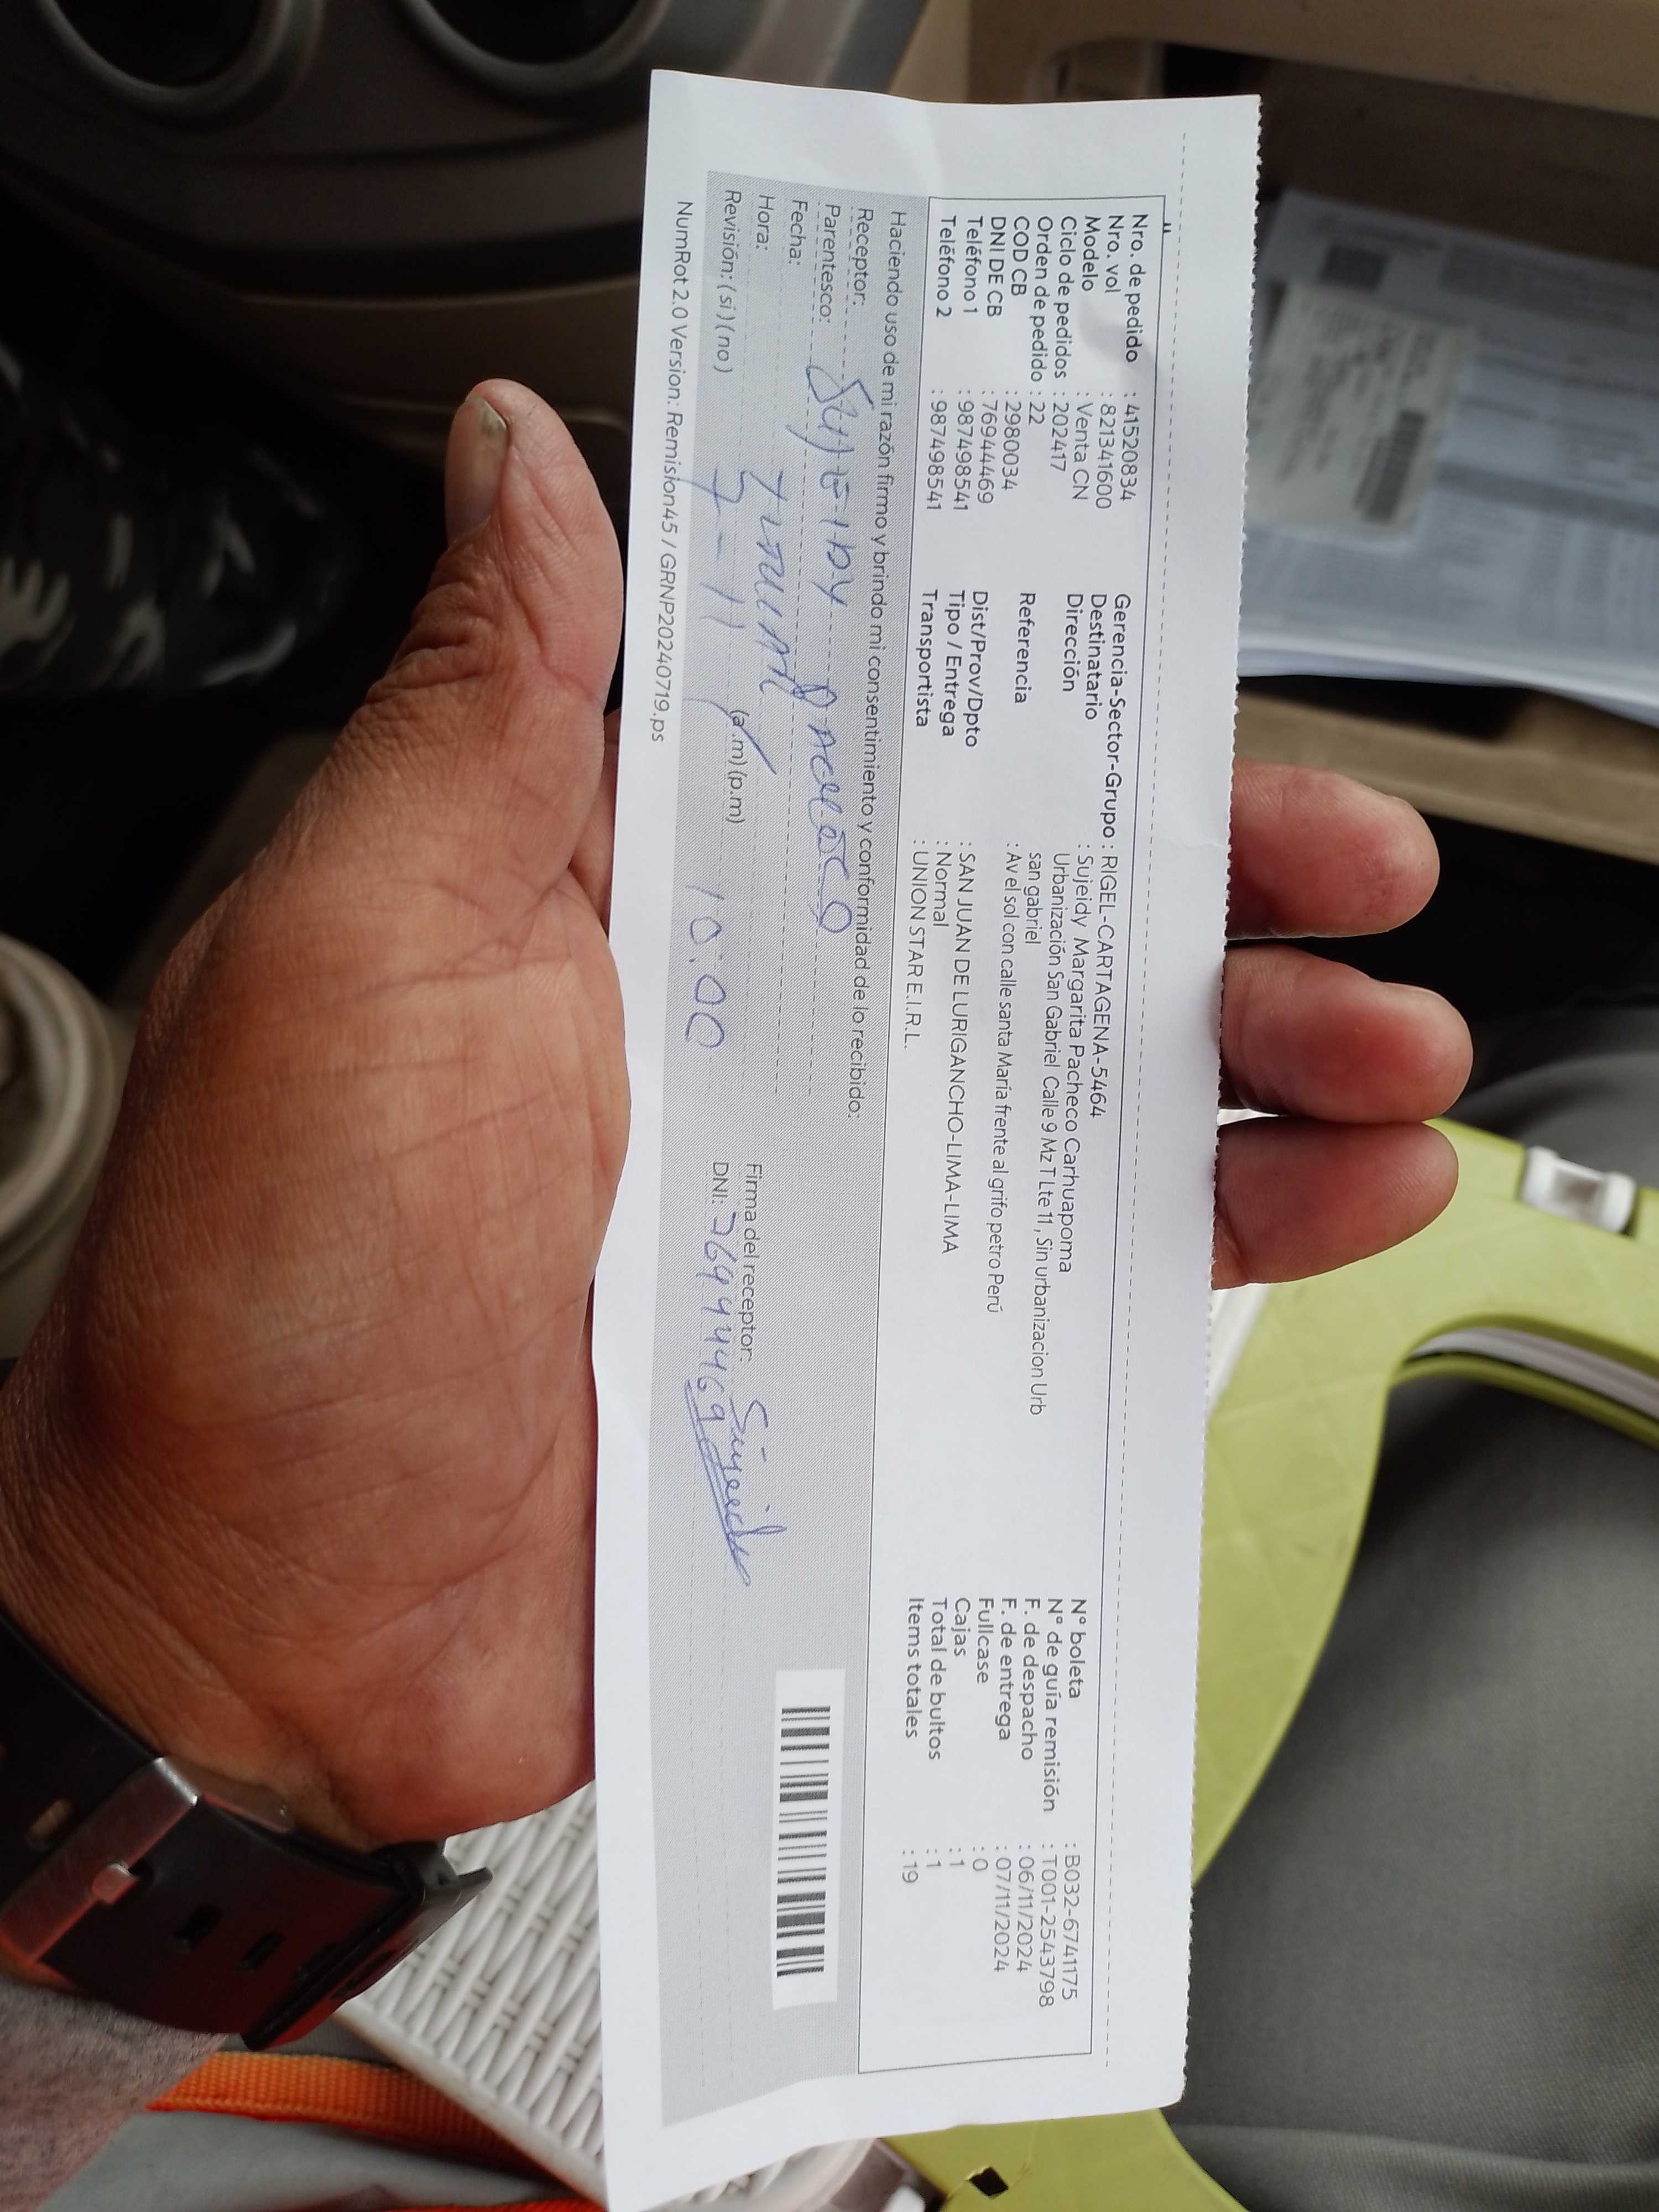 Nro. de pedido : 41520834
Nro. vol : 821341600
Modelo : Venta CN
Ciclo de pedidos : 202417
Orden de pedido : 22
COD CB : 2980034
DNI DE CB : 76944469
Teléfono 1 : 987498541
Teléfono 2 : 987498541
Gerencia-Sector-Grupo : RIGEL-CARTAGENA-5464
Destinatario : Sujeidy Margarita Pacheco Carhuapoma
Dirección Urbanización San Gabriel Calle 9 Mz T Lte 11, Sin urbanizacion Urb
san gabriel
Referencia : Av el sol con calle santa María frente al grifo petro Perú
Dist/Prov/Dpto : SAN JUAN DE LURIGANCHO-LIMA-LIMA
Tipo / Entrega : Normal
Transportista : UNION STAR E.I.R.L.
N° boleta : B032-6741175
N° de guía remisión : T001-2543798
F. de despacho : 06/11/2024
F. de entrega : 07/11/2024
Fullcase : 0
Cajas : 1
Total de bultos : 1
Items totales : 19
Haciendo uso de mi razón firmo y brindo mi consentimiento y conformidad de lo recibido:
Receptor: Pacheco
Parentesco:
Fecha: 7-11
Hora: (a.m) (p.m) 10:00
Revisión: (si) (no)
Firma del receptor:
DNI: 76944469
NumRot 2.0 Version: Remision45 / GRNP20240719.ps